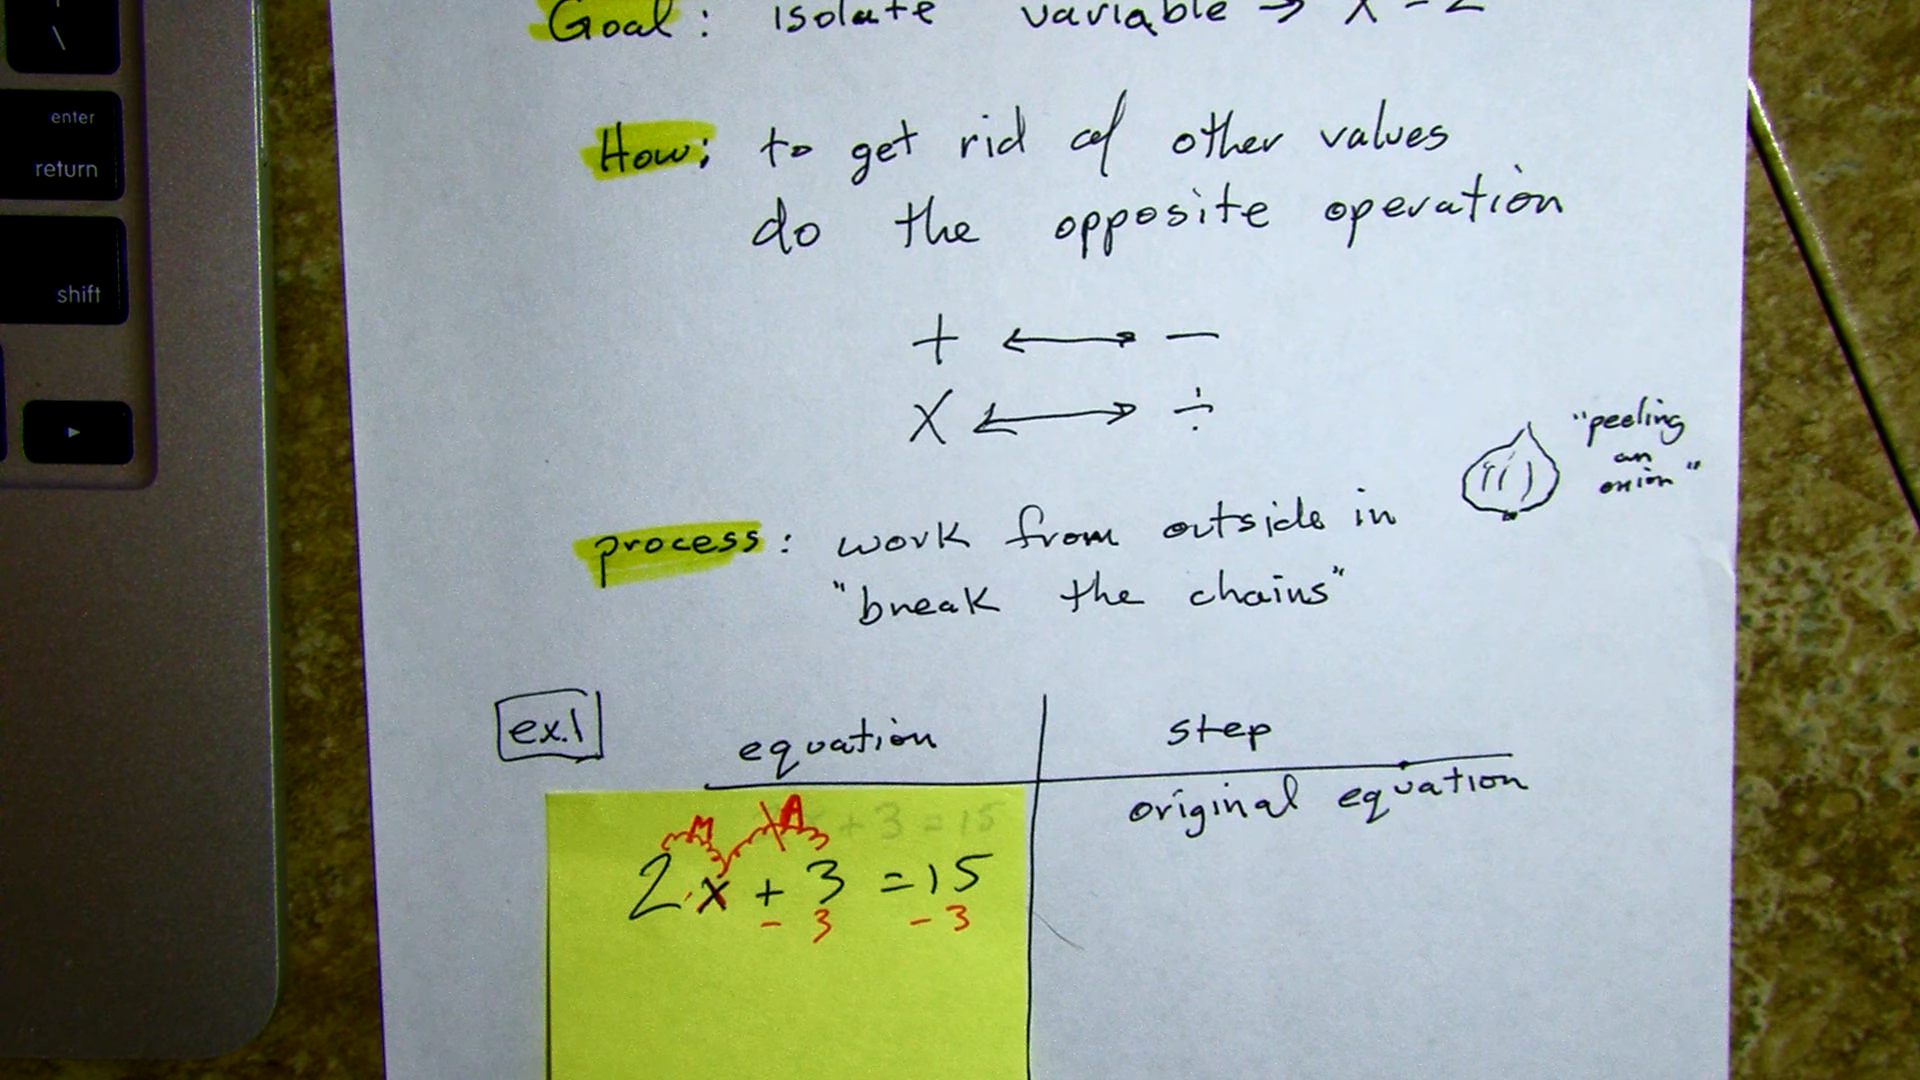 \
enter
return
shift
Goal: isolate variable →
How: to get rid of other values
do the opposite operation
+ ↔ −
X ↔ ÷
"peeling
an
onion"
process: work from outside in
"break the chains"
ex.1
equation
step
original equation
+ 3 = 15
M A
2·x + 3 = 15
- 3 - 3